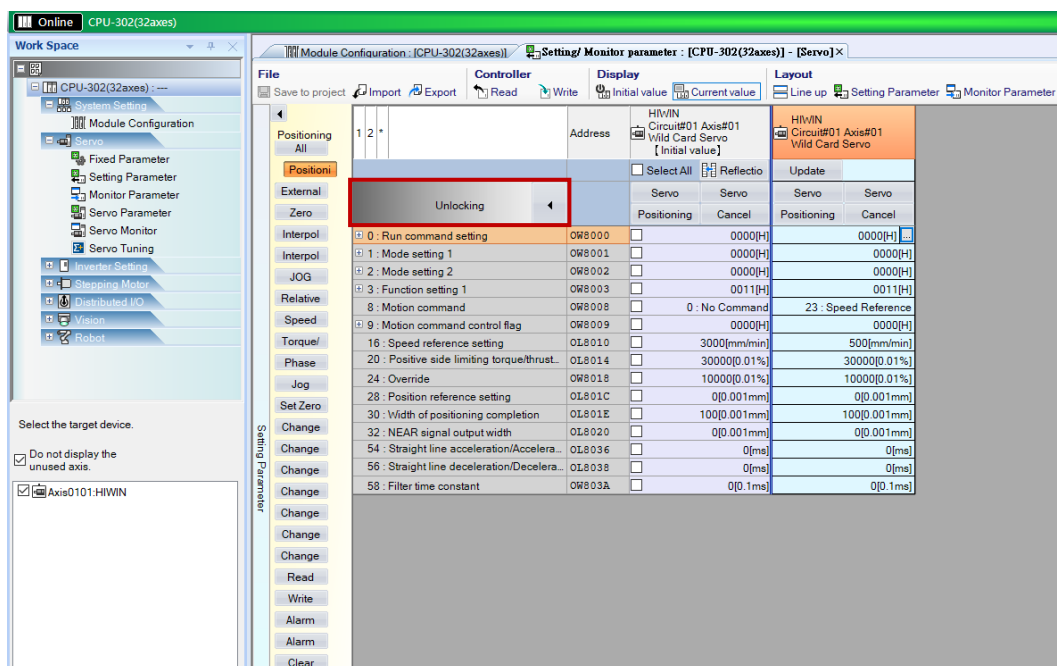 Online CPU-302(32axes)
Work Space
CPU-302(32axes) : ---
System Setting
Module Configuration
Servo
Fixed Parameter
Setting Parameter
Monitor Parameter
Servo Parameter
Servo Monitor
Servo Tuning
Inverter Setting
Stepping Motor
Distributed I/O
Vision
Robot
Select the target device.
Do not display the
unused axis.
Axis0101:HIWIN
Module Configuration : [CPU-302(32axes)] Setting/ Monitor parameter : [CPU-302(32axes)] - [Servo]
File Controller Display Layout
Save to project Import Export Read Write Initial value Current value Line up Setting Parameter Monitor Parameter
Setting Parameter
Positioning
All
Positioni
External
Zero
Interpol
Interpol
JOG
Relative
Speed
Torque/
Phase
Jog
Set Zero
Change
Change
Change
Change
Change
Change
Change
Read
Write
Alarm
Alarm
Clear
1 2 * Address
HIWIN
Circuit#01 Axis#01
Wild Card Servo
【Initial value】
HIWIN
Circuit#01 Axis#01
Wild Card Servo
Select All Reflectio Update
Unlocking
Servo Servo Servo Servo
Positioning Cancel Positioning Cancel
0 : Run command setting OW8000 0000[H] 0000[H] ...
1 : Mode setting 1 OW8001 0000[H] 0000[H]
2 : Mode setting 2 OW8002 0000[H] 0000[H]
3 : Function setting 1 OW8003 0011[H] 0011[H]
8 : Motion command OW8008 0 : No Command 23 : Speed Reference
9 : Motion command control flag OW8009 0000[H] 0000[H]
16 : Speed reference setting OL8010 3000[mm/min] 500[mm/min]
20 : Positive side limiting torque/thrust... OL8014 30000[0.01%] 30000[0.01%]
24 : Override OW8018 10000[0.01%] 10000[0.01%]
28 : Position reference setting OL801C 0[0.001mm] 0[0.001mm]
30 : Width of positioning completion OL801E 100[0.001mm] 100[0.001mm]
32 : NEAR signal output width OL8020 0[0.001mm] 0[0.001mm]
54 : Straight line acceleration/Accelera... OL8036 0[ms] 0[ms]
56 : Straight line deceleration/Decelera... OL8038 0[ms] 0[ms]
58 : Filter time constant OW803A 0[0.1ms] 0[0.1ms]